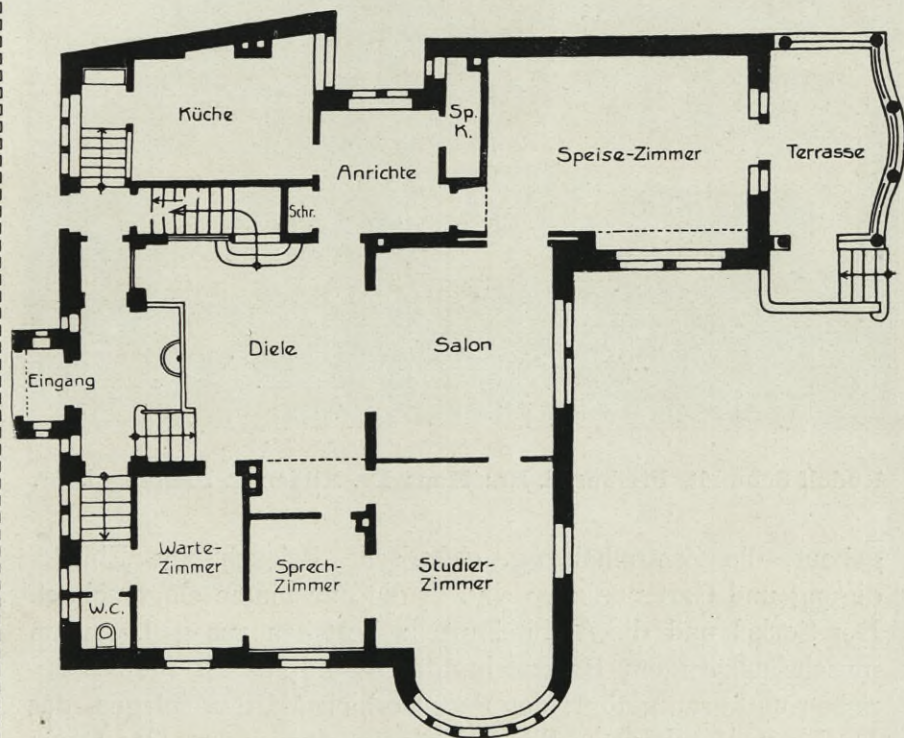 Küche
Sp.
K.
Anrichte
Speise-Zimmer
Terrasse
Schr.
Diele
Salon
Eingang
Warte-
Zimmer
Sprech-
Zimmer
Studier-
Zimmer
W.C.